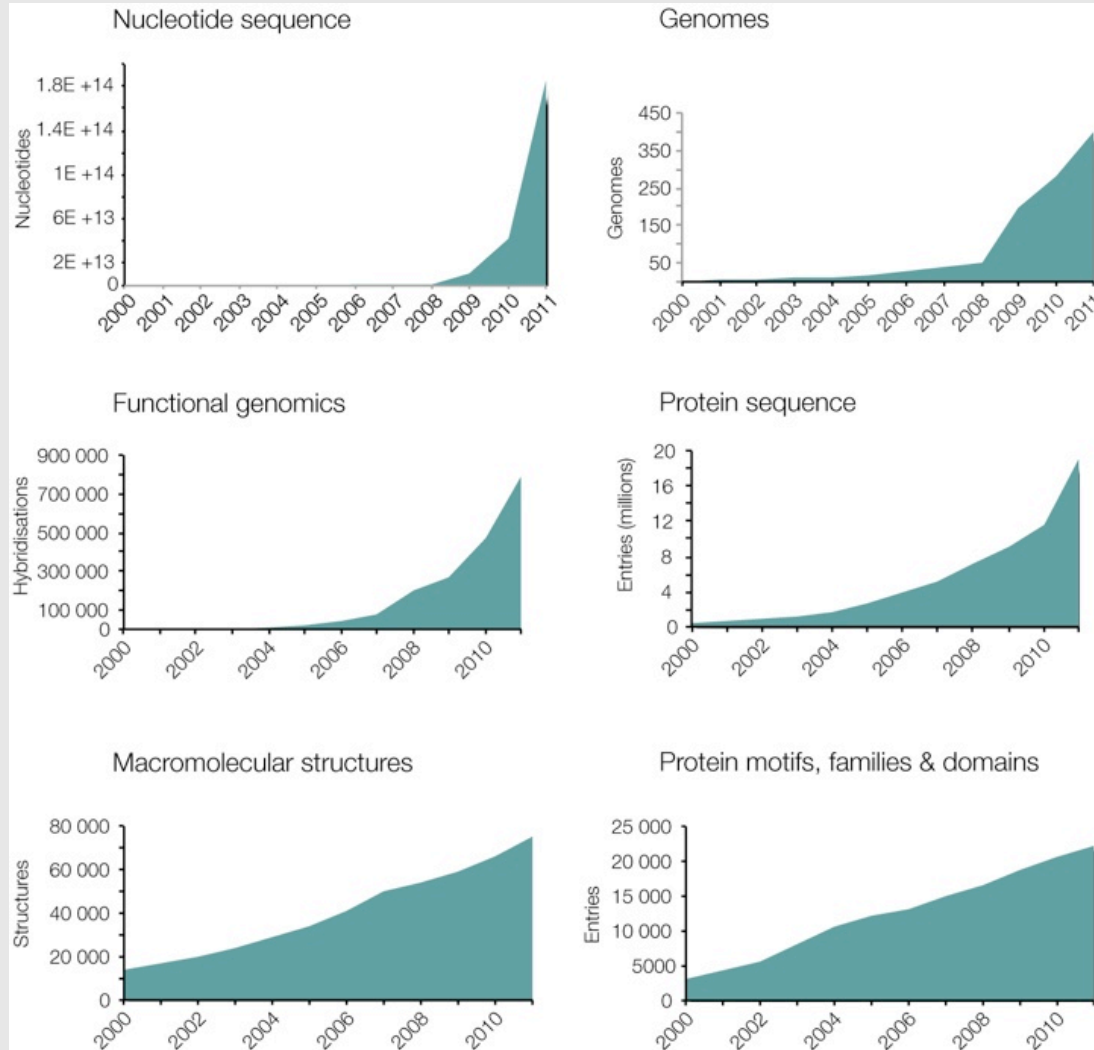 Nucleotide sequence
Nucleotides
1.8E +14
1.4E +14
1E +14
6E +13
2E +13
0
2000 2001 2002 2003 2004 2005 2006 2007 2008 2009 2010 2011
Genomes
Genomes
450
350
250
150
50
2000 2001 2002 2003 2004 2005 2006 2007 2008 2009 2010 201
Functional genomics
Hybridisations
900 000
700 000
500 000
300 000
100 000
0
2000 2002 2004 2006 2008 2010
Protein sequence
Entries (millions)
20
16
12
8
4
0
2000 2002 2004 2006 2008 2010
Macromolecular structures
Structures
80 000
60 000
40 000
20 000
0
2000 2002 2004 2006 2008 2010
Protein motifs, families & domains
Entries
25 000
20 000
15 000
10 000
5000
0
2000 2002 2004 2006 2008 2010